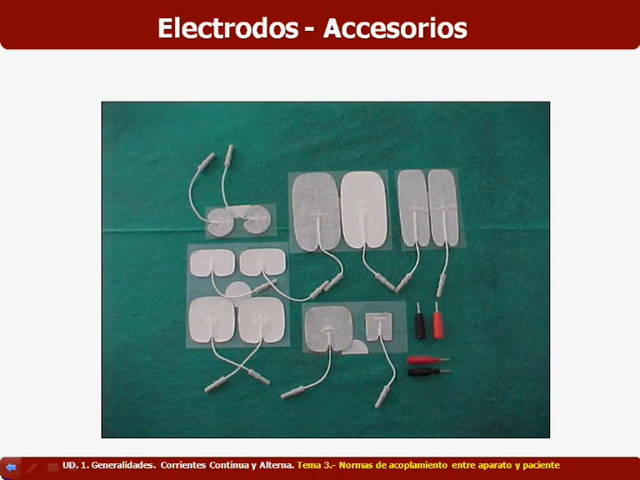 Electrodos - Accesorios
UD. 1. Generalidades. Corrientes Continua y Alterna. Tema 3.- Normas de acoplamiento entre aparato y paciente